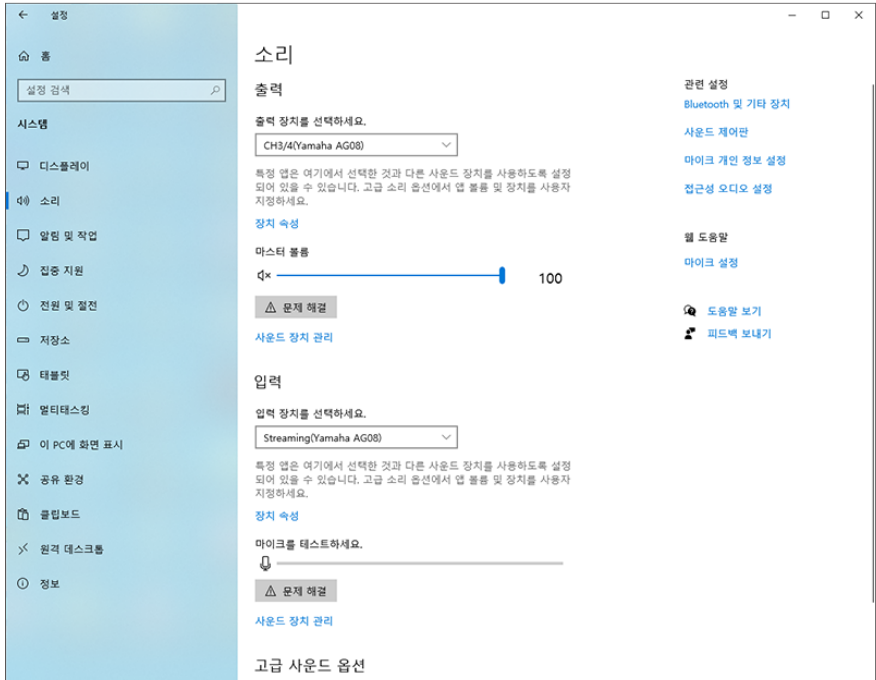 설정
홈
설정 검색
시스템
디스플레이
소리
알림 및 작업
집중 지원
전원 및 절전
저장소
태블릿
멀티태스킹
이 PC에 화면 표시
공유 환경
클립보드
원격 데스크톱
정보
소리
출력
출력 장치를 선택하세요.
CH3/4(Yamaha AG08)
특정 앱은 여기에서 선택한 것과 다른 사운드 장치를 사용하도록 설정
되어 있을 수 있습니다. 고급 소리 옵션에서 앱 볼륨 및 장치를 사용자
지정하세요.
장치 속성
마스터 볼륨
100
문제 해결
사운드 장치 관리
입력
입력 장치를 선택하세요.
Streaming(Yamaha AG08)
특정 앱은 여기에서 선택한 것과 다른 사운드 장치를 사용하도록 설정
되어 있을 수 있습니다. 고급 소리 옵션에서 앱 볼륨 및 장치를 사용자
지정하세요.
장치 속성
마이크를 테스트하세요.
문제 해결
사운드 장치 관리
고급 사운드 옵션
관련 설정
Bluetooth 및 기타 장치
사운드 제어판
마이크 개인 정보 설정
접근성 오디오 설정
웹 도움말
마이크 설정
도움말 보기
피드백 보내기